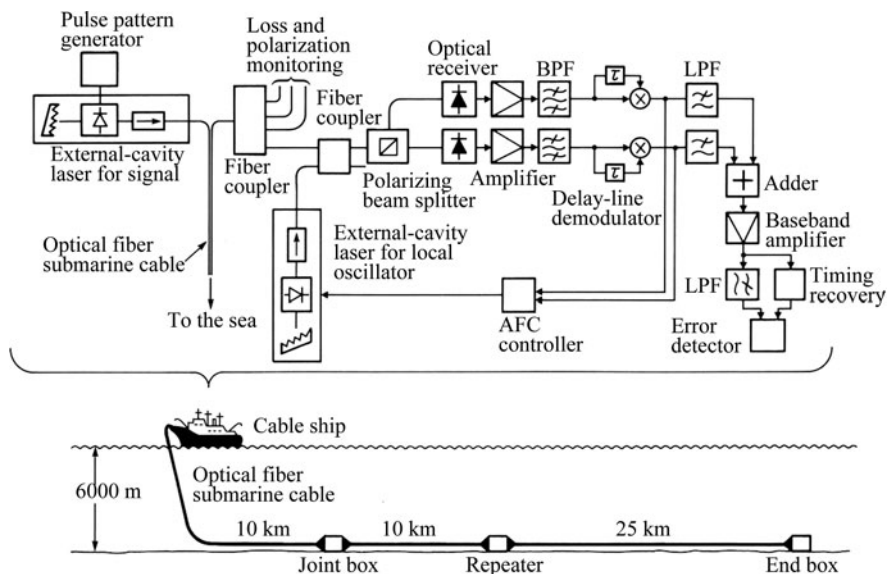 Pulse pattern
generator
External-cavity
laser for signal
Optical fiber
submarine cable
To the sea
Loss and
polarization
monitoring
Fiber
coupler
Fiber
coupler
Polarizing
beam splitter
Optical
receiver
BPF
τ
LPF
Amplifier
τ
Delay-line
demodulator
Adder
Baseband
amplifier
LPF
Timing
recovery
Error
detector
External-cavity
laser for local
oscillator
AFC
controller
Cable ship
6000 m
Optical fiber
submarine cable
10 km
10 km
25 km
Joint box
Repeater
End box